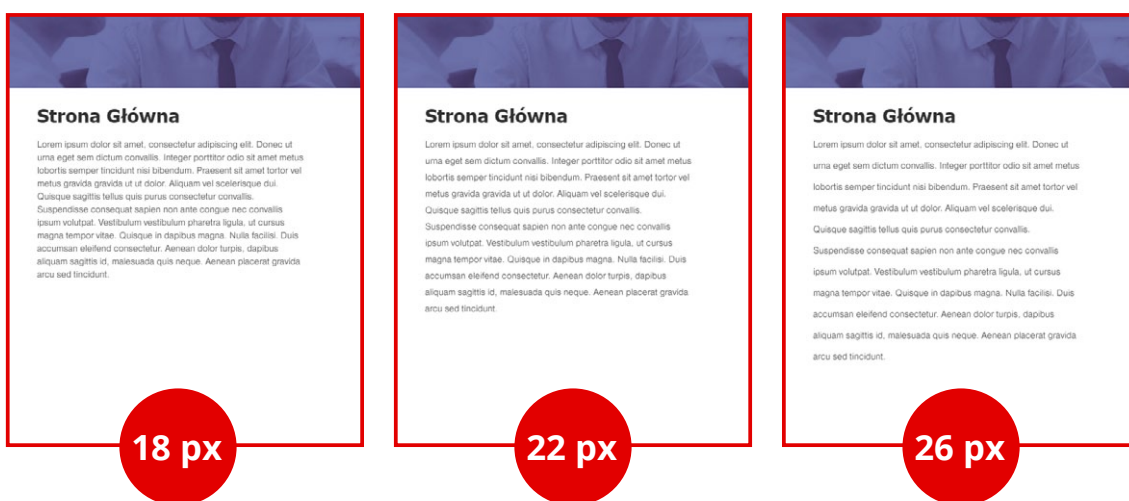 Strona Główna
Lorem ipsum dolor sit amet, consectetur adipiscing elit. Donec ut
urna eget sem dictum convallis. Integer porttitor odio sit amet metus
lobortis semper tincidunt nisi bibendum. Praesent sit amet tortor vel
metus gravida gravida ut ut dolor. Aliquam vel scelerisque dui.
Quisque sagittis tellus quis purus consectetur convallis.
Suspendisse consequat sapien non ante congue nec convallis
ipsum volutpat. Vestibulum vestibulum pharetra ligula, ut cursus
magna tempor vitae. Quisque in dapibus magna. Nulla facilisi. Duis
accumsan eleifend consectetur. Aenean dolor turpis, dapibus
aliquam sagittis id, malesuada quis neque. Aenean placerat gravida
arcu sed tincidunt.
18 px
Strona Główna
Lorem ipsum dolor sit amet, consectetur adipiscing elit. Donec ut
urna eget sem dictum convallis. Integer porttitor odio sit amet metus
lobortis semper tincidunt nisi bibendum. Praesent sit amet tortor vel
metus gravida gravida ut ut dolor. Aliquam vel scelerisque dui.
Quisque sagittis tellus quis purus consectetur convallis.
Suspendisse consequat sapien non ante congue nec convallis
ipsum volutpat. Vestibulum vestibulum pharetra ligula, ut cursus
magna tempor vitae. Quisque in dapibus magna. Nulla facilisi. Duis
accumsan eleifend consectetur. Aenean dolor turpis, dapibus
aliquam sagittis id, malesuada quis neque. Aenean placerat gravida
arcu sed tincidunt.
22 px
Strona Główna
Lorem ipsum dolor sit amet, consectetur adipiscing elit. Donec ut
urna eget sem dictum convallis. Integer porttitor odio sit amet metus
lobortis semper tincidunt nisi bibendum. Praesent sit amet tortor vel
metus gravida gravida ut ut dolor. Aliquam vel scelerisque dui.
Quisque sagittis tellus quis purus consectetur convallis.
Suspendisse consequat sapien non ante congue nec convallis
ipsum volutpat. Vestibulum vestibulum pharetra ligula, ut cursus
magna tempor vitae. Quisque in dapibus magna. Nulla facilisi. Duis
accumsan eleifend consectetur. Aenean dolor turpis, dapibus
aliquam sagittis id, malesuada quis neque. Aenean placerat gravida
arcu sed tincidunt.
26 px